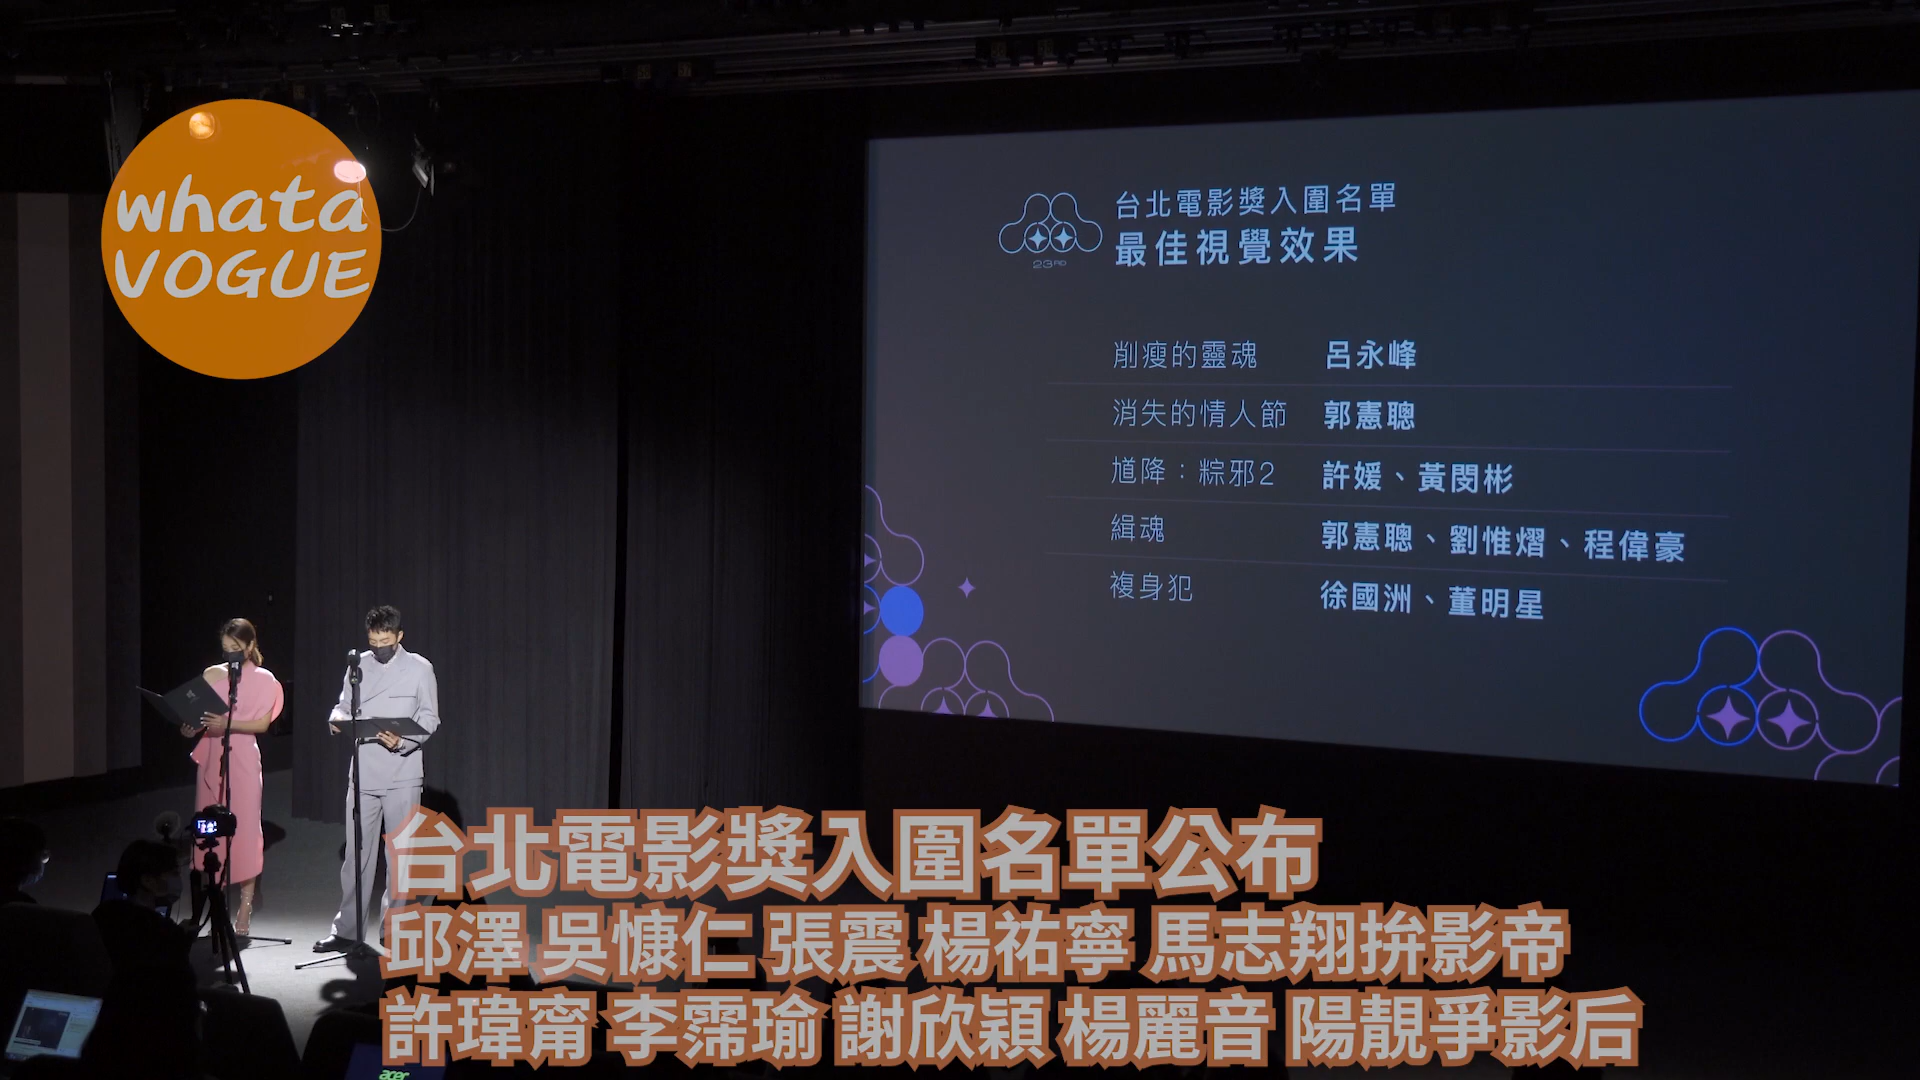 whata
VOGUE
23RD
台北電影獎入圍名單
最佳視覺效果
削瘦的靈魂 呂永峰
消失的情人節 郭憲聰
馗降：粽邪2 許媛、黃閔彬
緝魂 郭憲聰、劉惟熠、程偉豪
複身犯 徐國洲、董明星
台北電影獎入圍名單公布
邱澤 吳慷仁 張震 楊祐寧 馬志翔拚影帝
許瑋甯 李霈瑜 謝欣穎 楊麗音 陽靚爭影后
acer